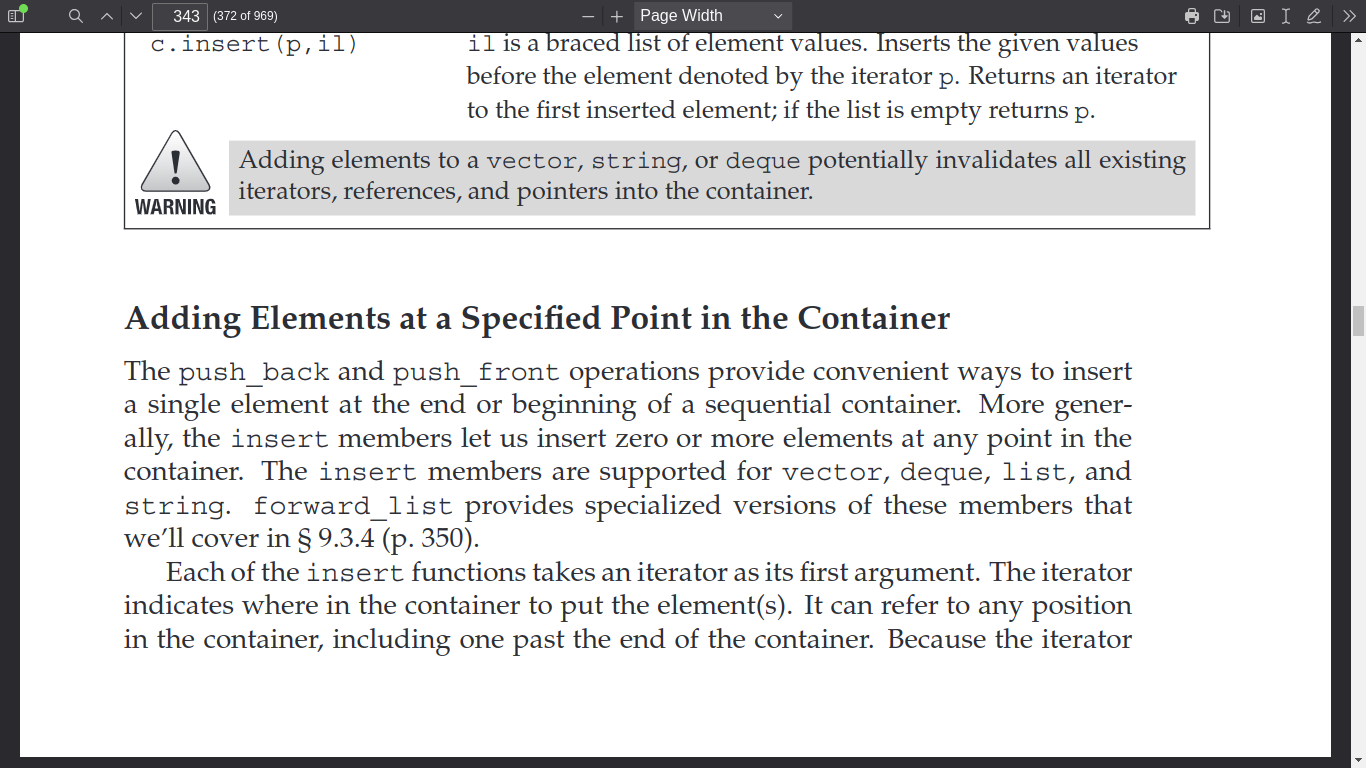 343 (372 of 969) Page Width
c.insert(p,il) il is a braced list of element values. Inserts the given values
before the element denoted by the iterator p. Returns an iterator
to the first inserted element; if the list is empty returns p.
Adding elements to a vector, string, or deque potentially invalidates all existing
iterators, references, and pointers into the container.
WARNING
Adding Elements at a Specified Point in the Container
The push_back and push_front operations provide convenient ways to insert
a single element at the end or beginning of a sequential container. More gener-
ally, the insert members let us insert zero or more elements at any point in the
container. The insert members are supported for vector, deque, list, and
string. forward_list provides specialized versions of these members that
we'll cover in § 9.3.4 (p. 350).
Each of the insert functions takes an iterator as its first argument. The iterator
indicates where in the container to put the element(s). It can refer to any position
in the container, including one past the end of the container. Because the iterator